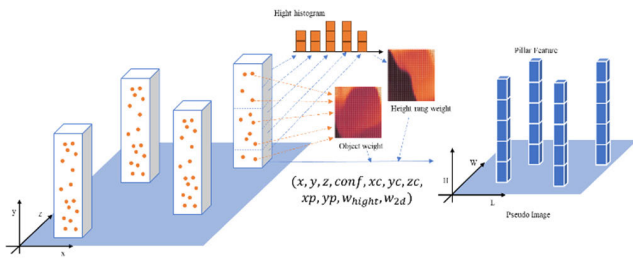 Hight histogram
Pillar Feature
Height rang weight
Object weight
(x, y, z, conf, xc, yc, zc,
xp, yp, w_hight, w_2d)
y
z
x
H
W
L
Pseudo Image